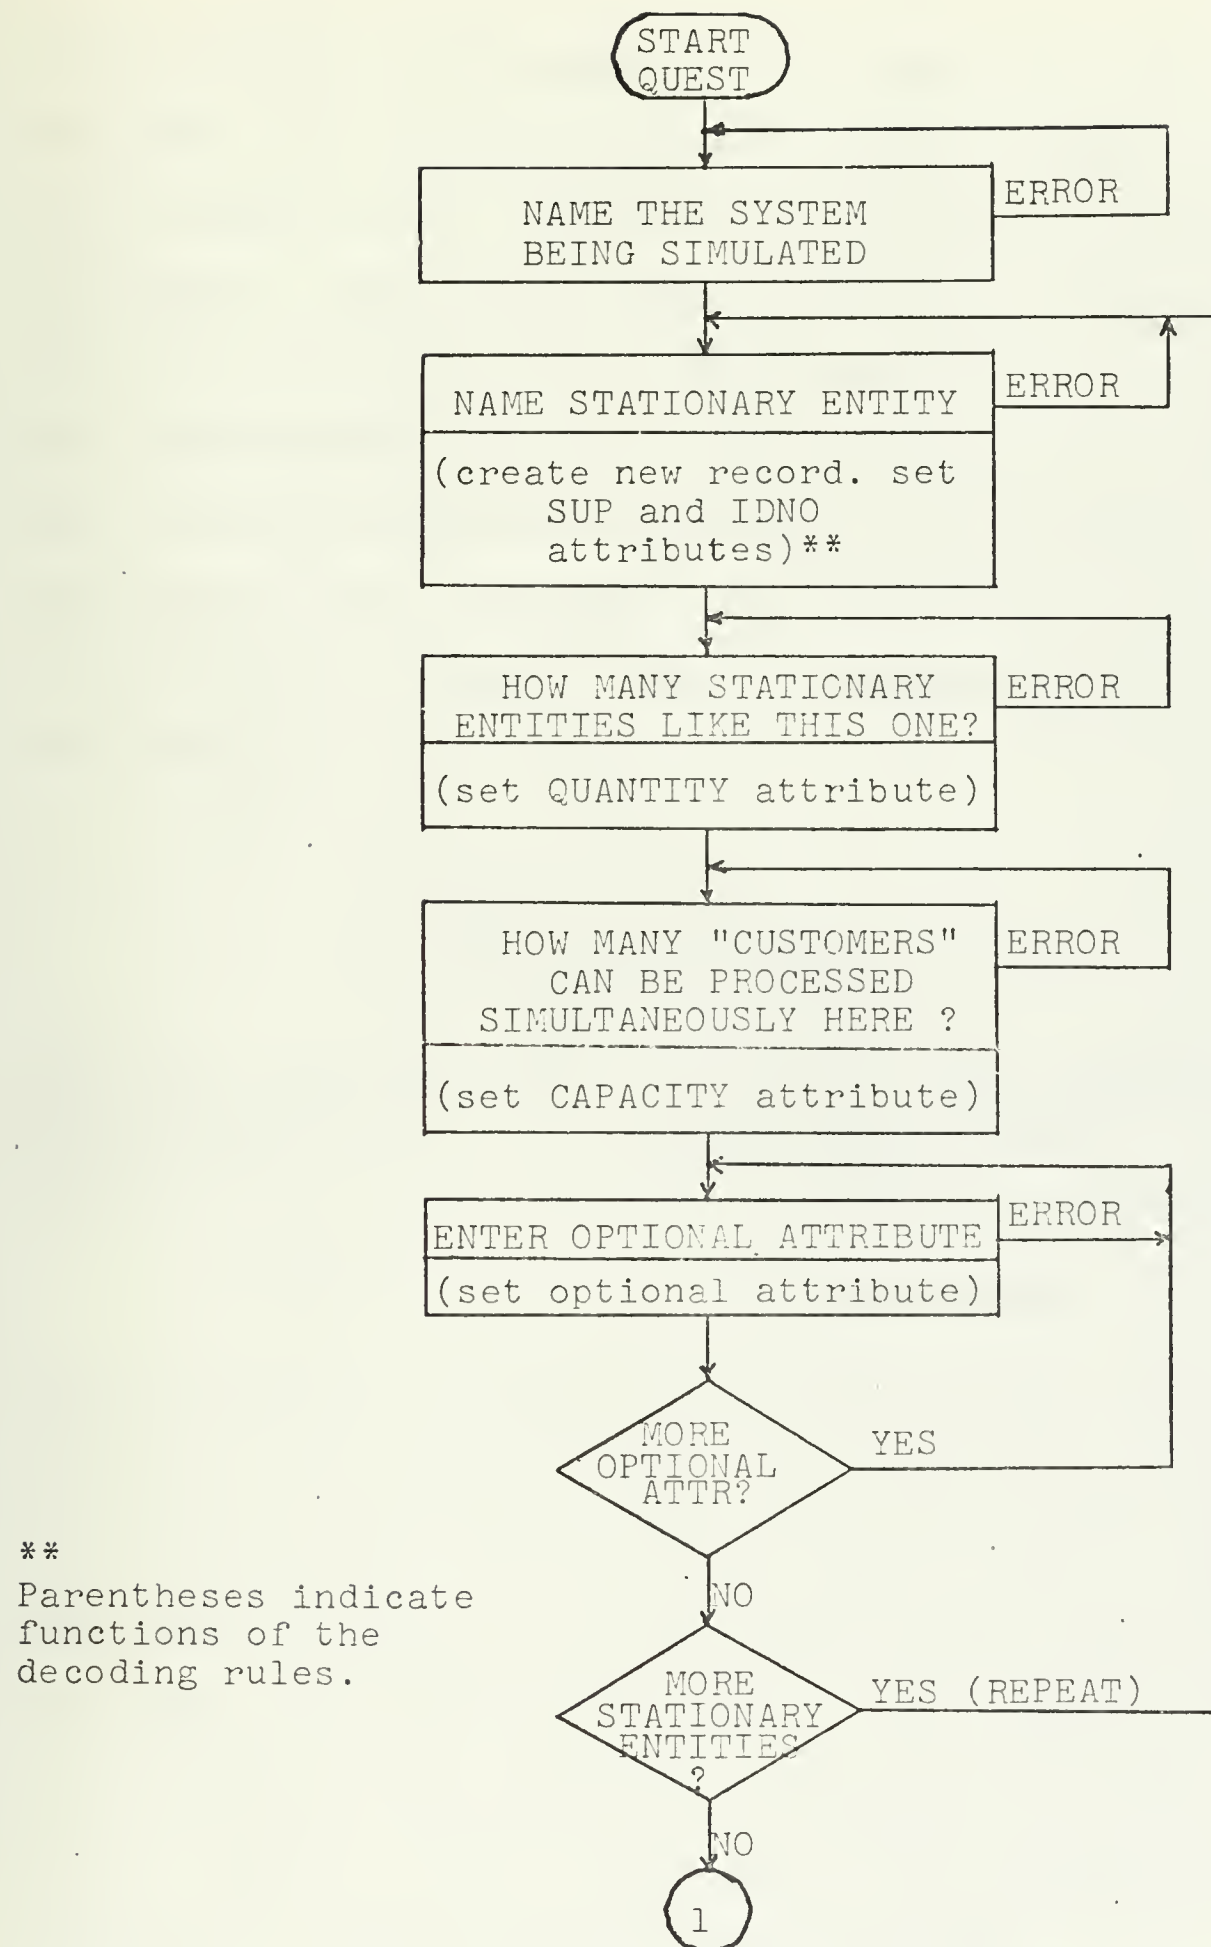 START
QUEST
NAME THE SYSTEM
BEING SIMULATED
ERROR
NAME STATIONARY ENTITY
ERROR
(create new record. set
SUP and IDNO
attributes)**
HOW MANY STATIONARY
ENTITIES LIKE THIS ONE?
ERROR
(set QUANTITY attribute)
HOW MANY "CUSTOMERS"
CAN BE PROCESSED
SIMULTANEOUSLY HERE ?
ERROR
(set CAPACITY attribute)
ENTER OPTIONAL ATTRIBUTE
ERROR
(set optional attribute)
MORE
OPTIONAL
ATTR?
YES
NO
MORE
STATIONARY
ENTITIES
?
YES (REPEAT)
NO
1
**
Parentheses indicate
functions of the
decoding rules.